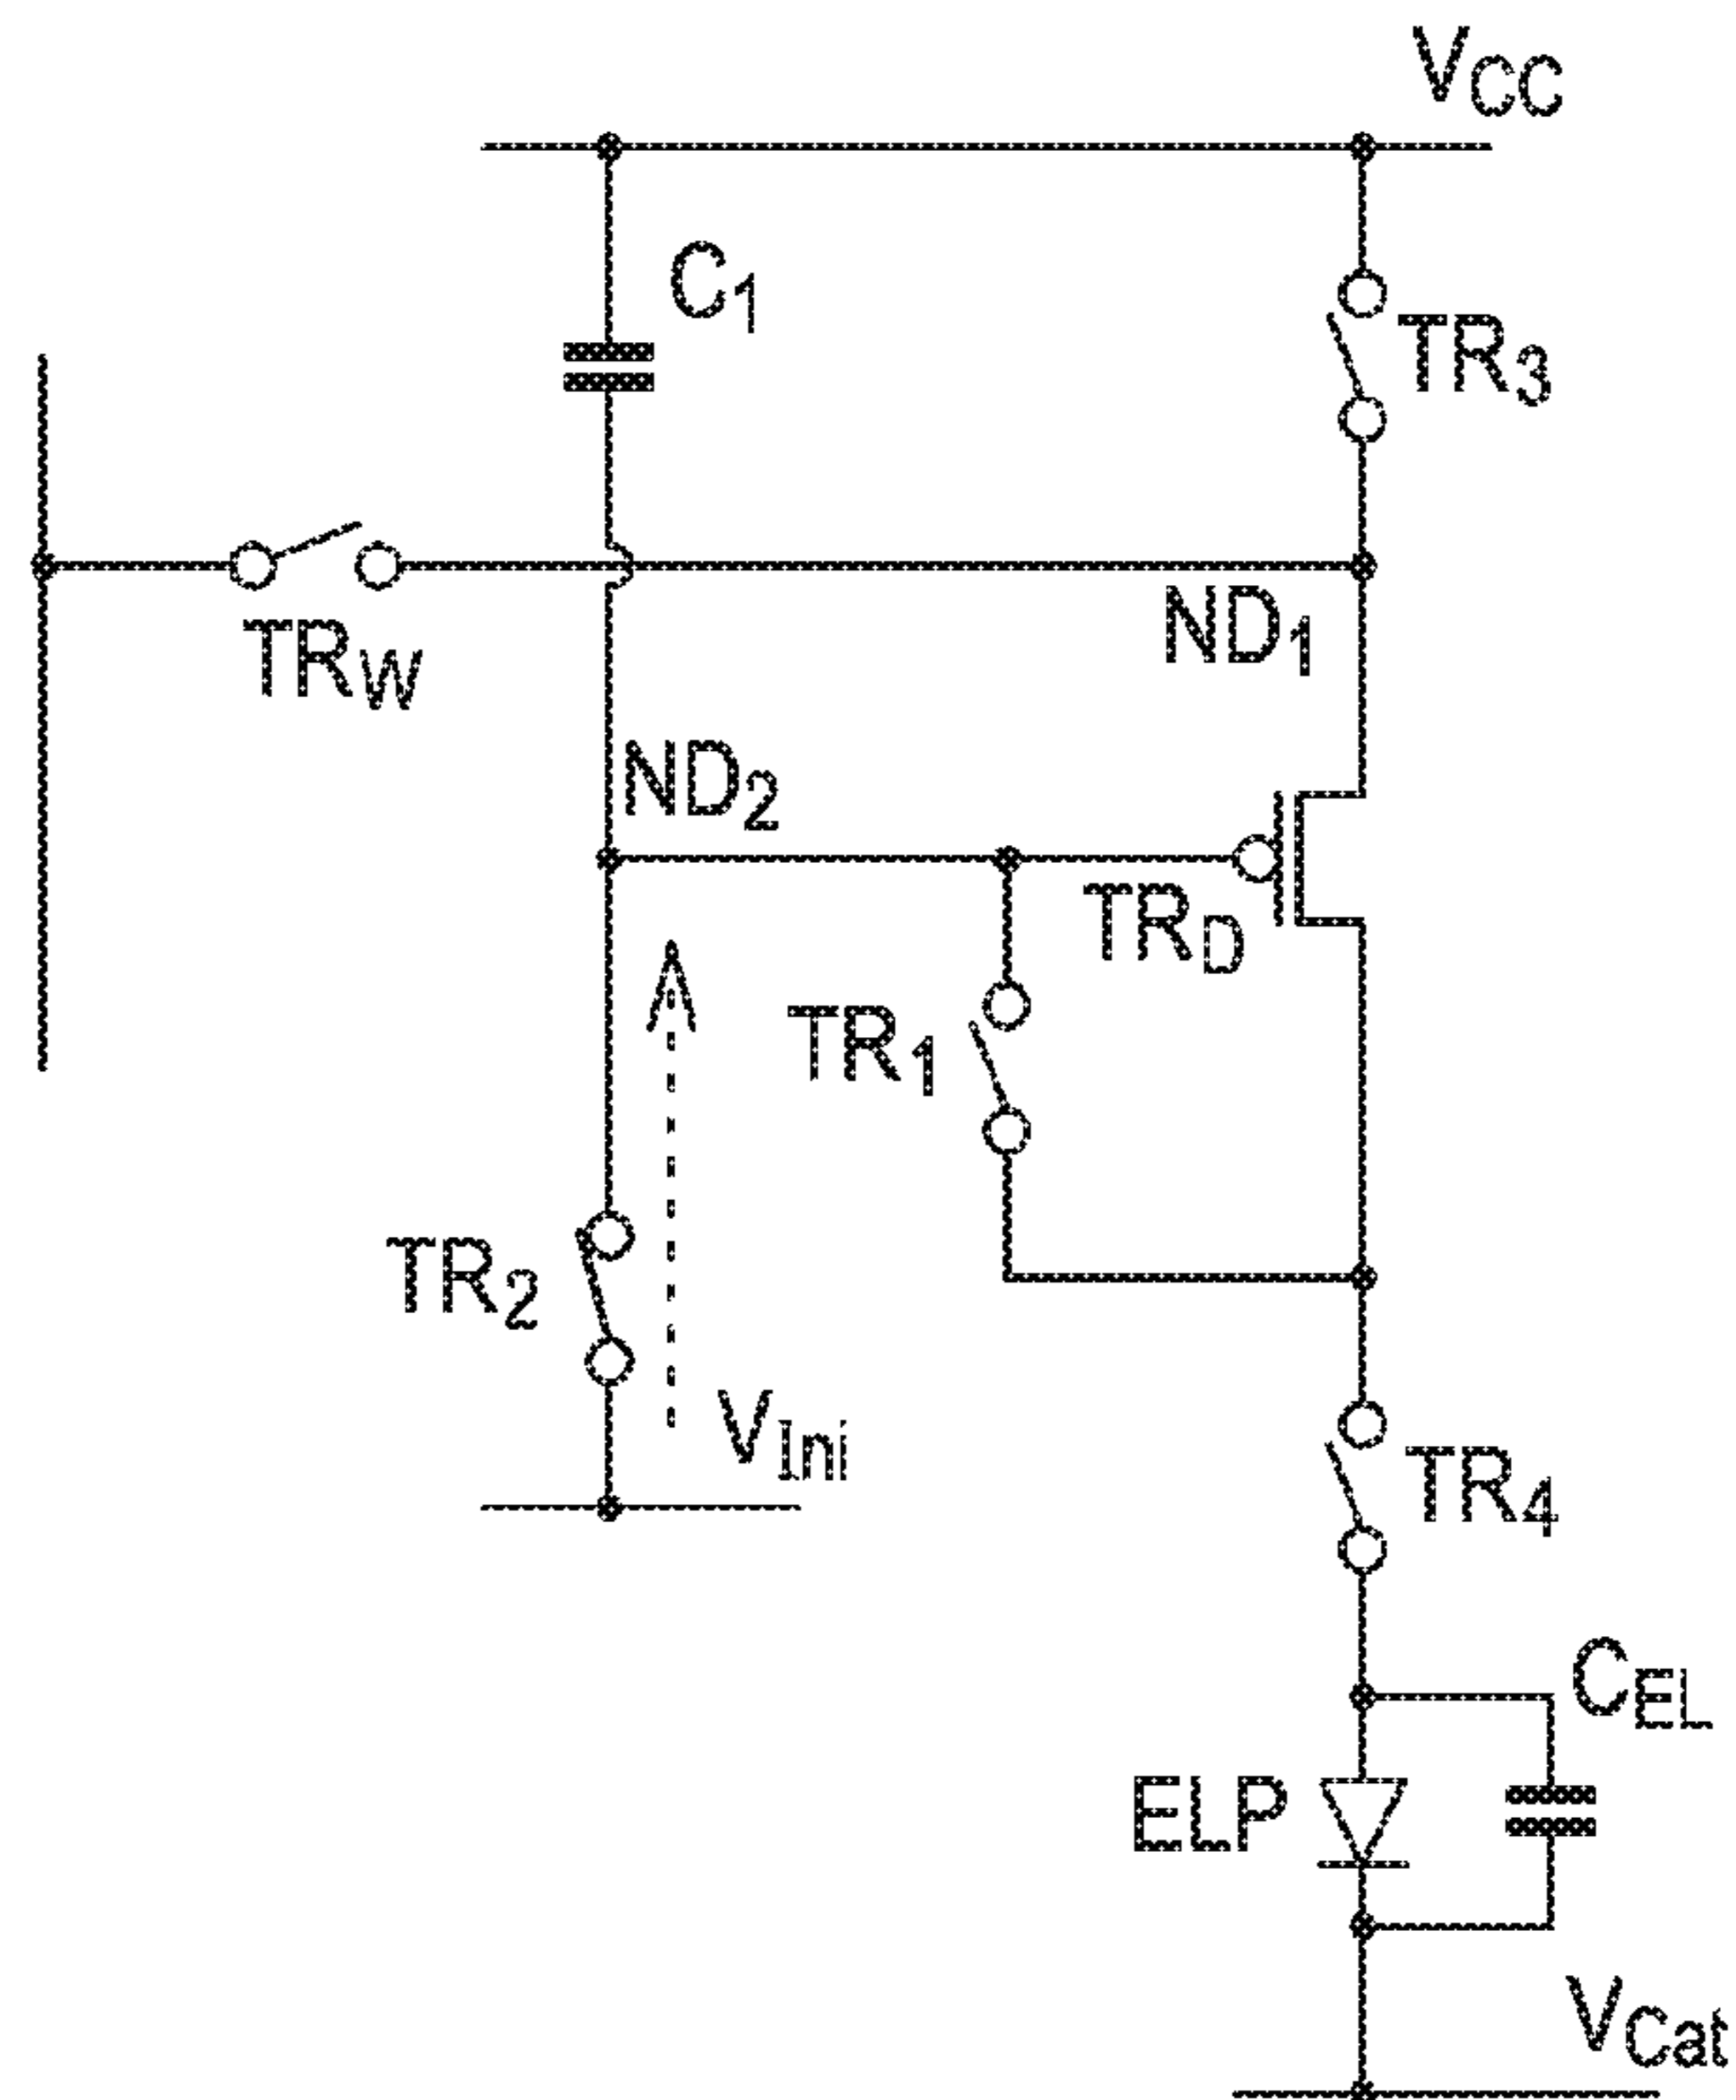 VCC
C1
TR3
TRW
ND1
ND2
TRD
TR1
TR2
VIni
TR4
CEL
ELP
VCat